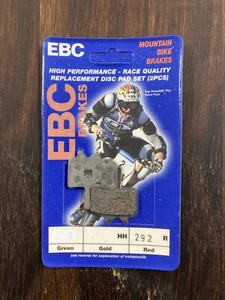 EBC
MOUNTAIN
BIKE
BRAKES
HIGH PERFORMANCE - RACE QUALITY
REPLACEMENT DISC PAD SET (2PCS)
EBC
BRAKES
HH 292 R
Green Gold Red
see reverse for explanation of compounds